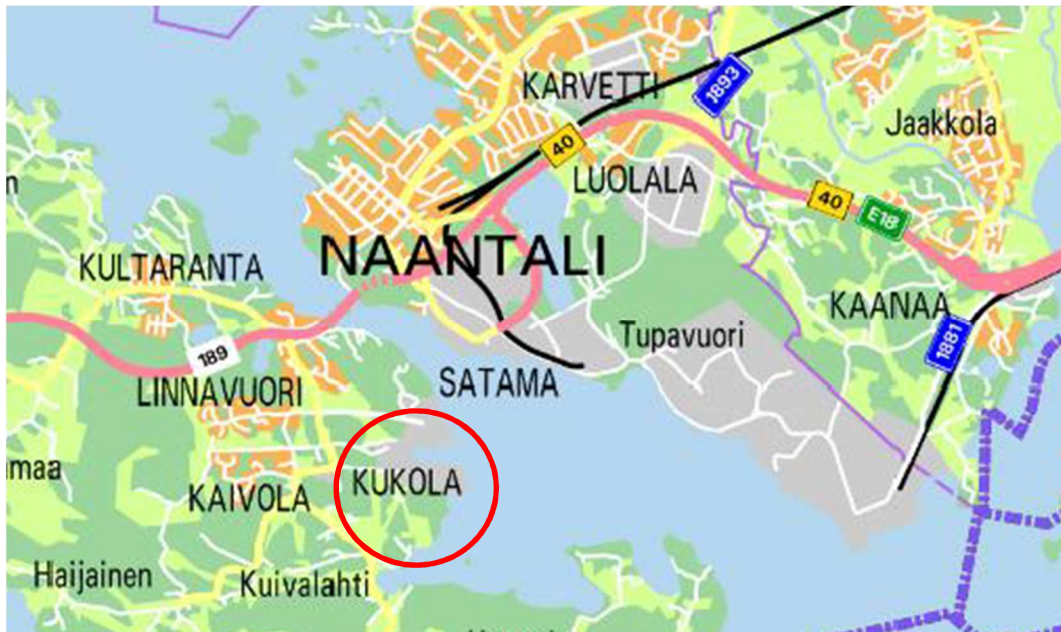 KARVETTI
1893
Jaakkola
40
LUOLALA
40
E18
NAANTALI
KULTARANTA
KAANAA
Tupavuori
1881
189
LINNAVUORI
SATAMA
maa
KUKOLA
KAIVOLA
Haijainen
Kuivalahti